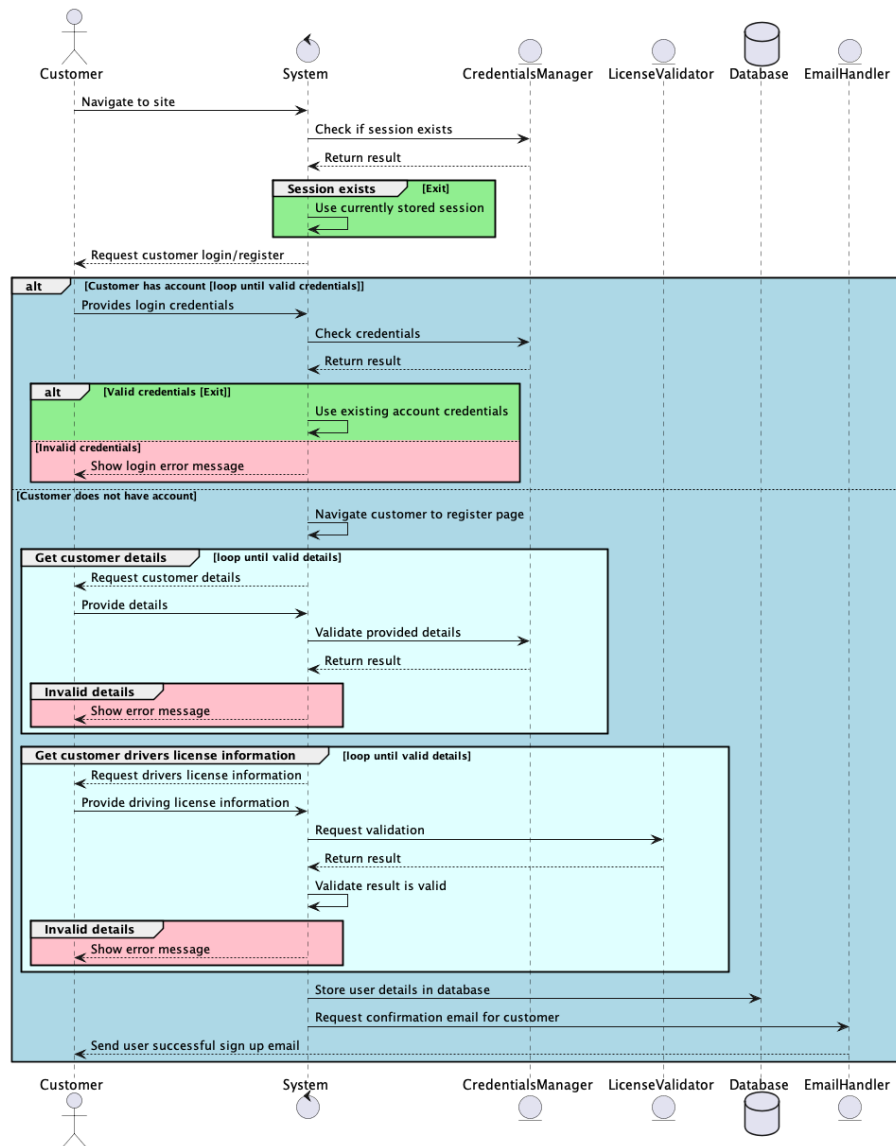 Customer
System
CredentialsManager
LicenseValidator
Database
EmailHandler
Navigate to site
Check if session exists
Return result
Session exists
[Exit]
Use currently stored session
Request customer login/register
alt
[Customer has account [loop until valid credentials]]
Provides login credentials
Check credentials
Return result
alt
[Valid credentials [Exit]]
Use existing account credentials
[Invalid credentials]
Show login error message
[Customer does not have account]
Navigate customer to register page
Get customer details
[loop until valid details]
Request customer details
Provide details
Validate provided details
Return result
Invalid details
Show error message
Get customer drivers license information
[loop until valid details]
Request drivers license information
Provide driving license information
Request validation
Return result
Validate result is valid
Invalid details
Show error message
Store user details in database
Request confirmation email for customer
Send user successful sign up email
Customer
System
CredentialsManager
LicenseValidator
Database
EmailHandler